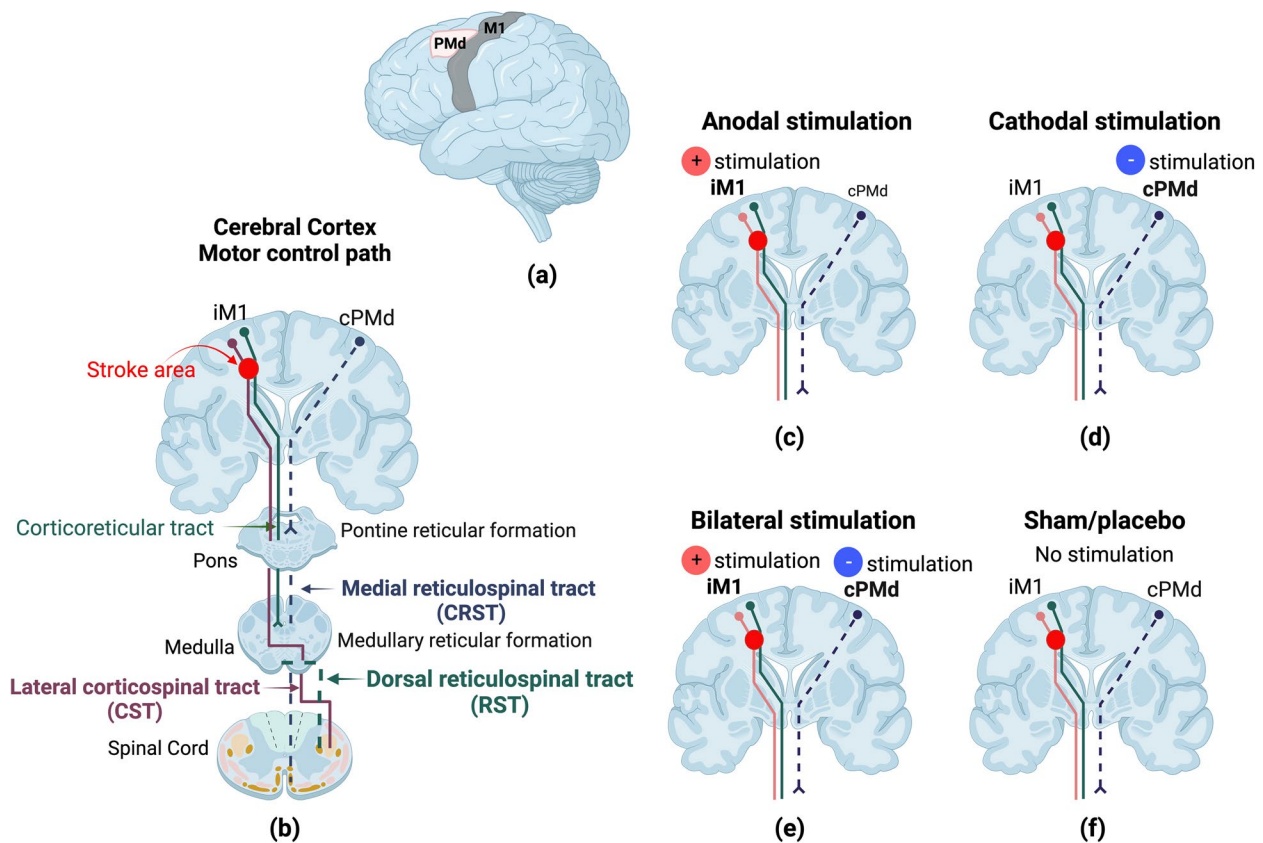 PMd
M1
(a)
Cerebral Cortex
Motor control path
iM1
cPMd
Stroke area
Corticoreticular tract
Pontine reticular formation
Pons
Medial reticulospinal tract
(CRST)
Medulla
Medullary reticular formation
Lateral corticospinal tract
(CST)
Dorsal reticulospinal tract
(RST)
Spinal Cord
(b)
Anodal stimulation
+ stimulation
iM1
cPMd
(c)
Cathodal stimulation
- stimulation
iM1
cPMd
(d)
Bilateral stimulation
+ stimulation
- stimulation
iM1
cPMd
(e)
Sham/placebo
No stimulation
iM1
cPMd
(f)